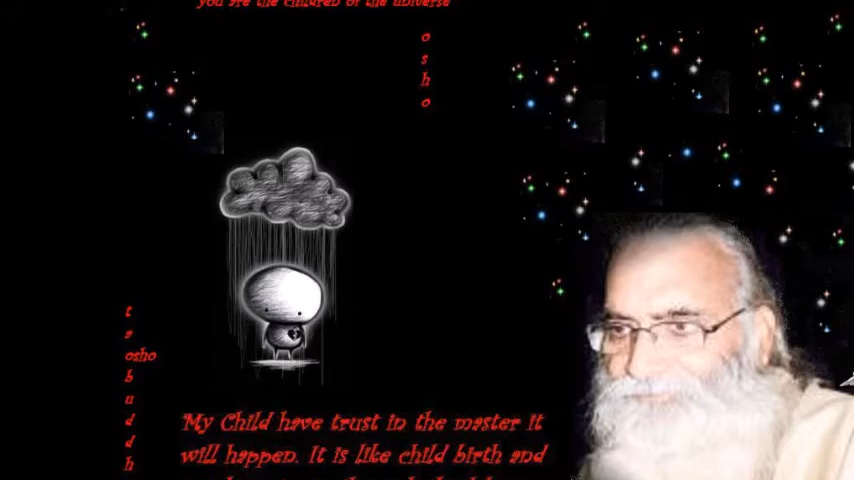 you are the children of the universe
o
s
h
o
t
a
osho
b
u
d
d
h
My Child have trust in the master it
will happen. It is like child birth and